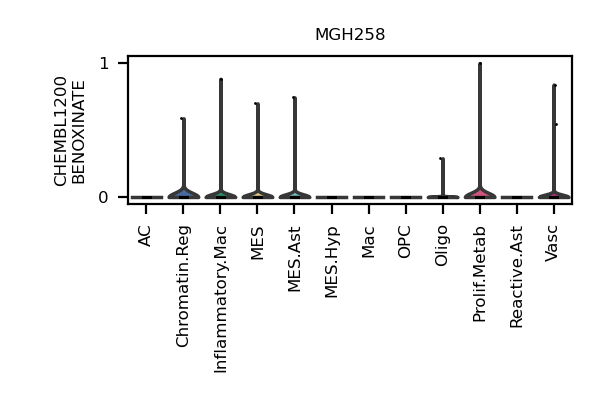 MGH258
CHEMBL1200
BENOXINATE
1
0
AC
Chromatin.Reg
Inflammatory.Mac
MES
MES.Ast
MES.Hyp
Mac
OPC
Oligo
Prolif.Metab
Reactive.Ast
Vasc